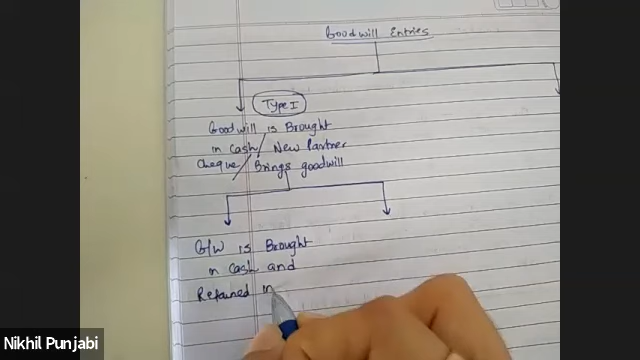 Goodwill Entries
Type I
Goodwill is Brought
in cash / New Partner
Cheque / Brings goodwill
G/W is Brought
in cash and
Retained in
Nikhil Punjabi